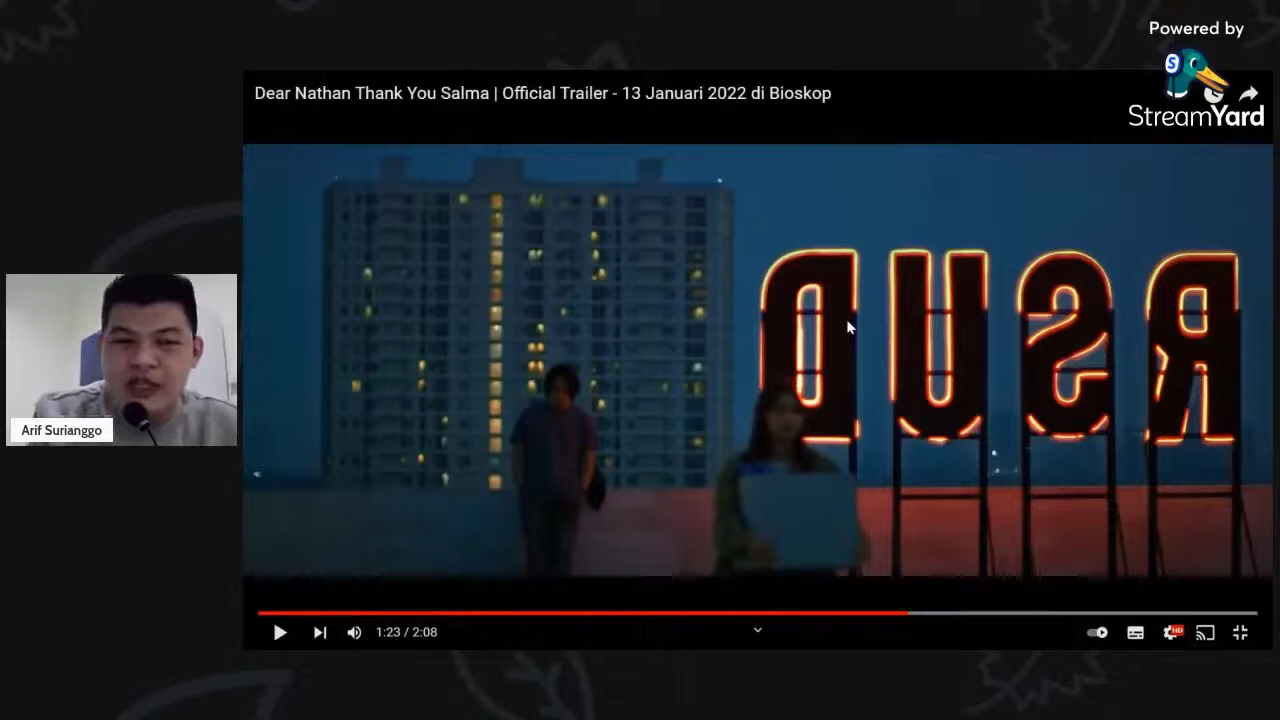 Powered by
StreamYard
Dear Nathan Thank You Salma | Official Trailer - 13 Januari 2022 di Bioskop
RSUD
Arif Surianggo
1:23 / 2:08
HD